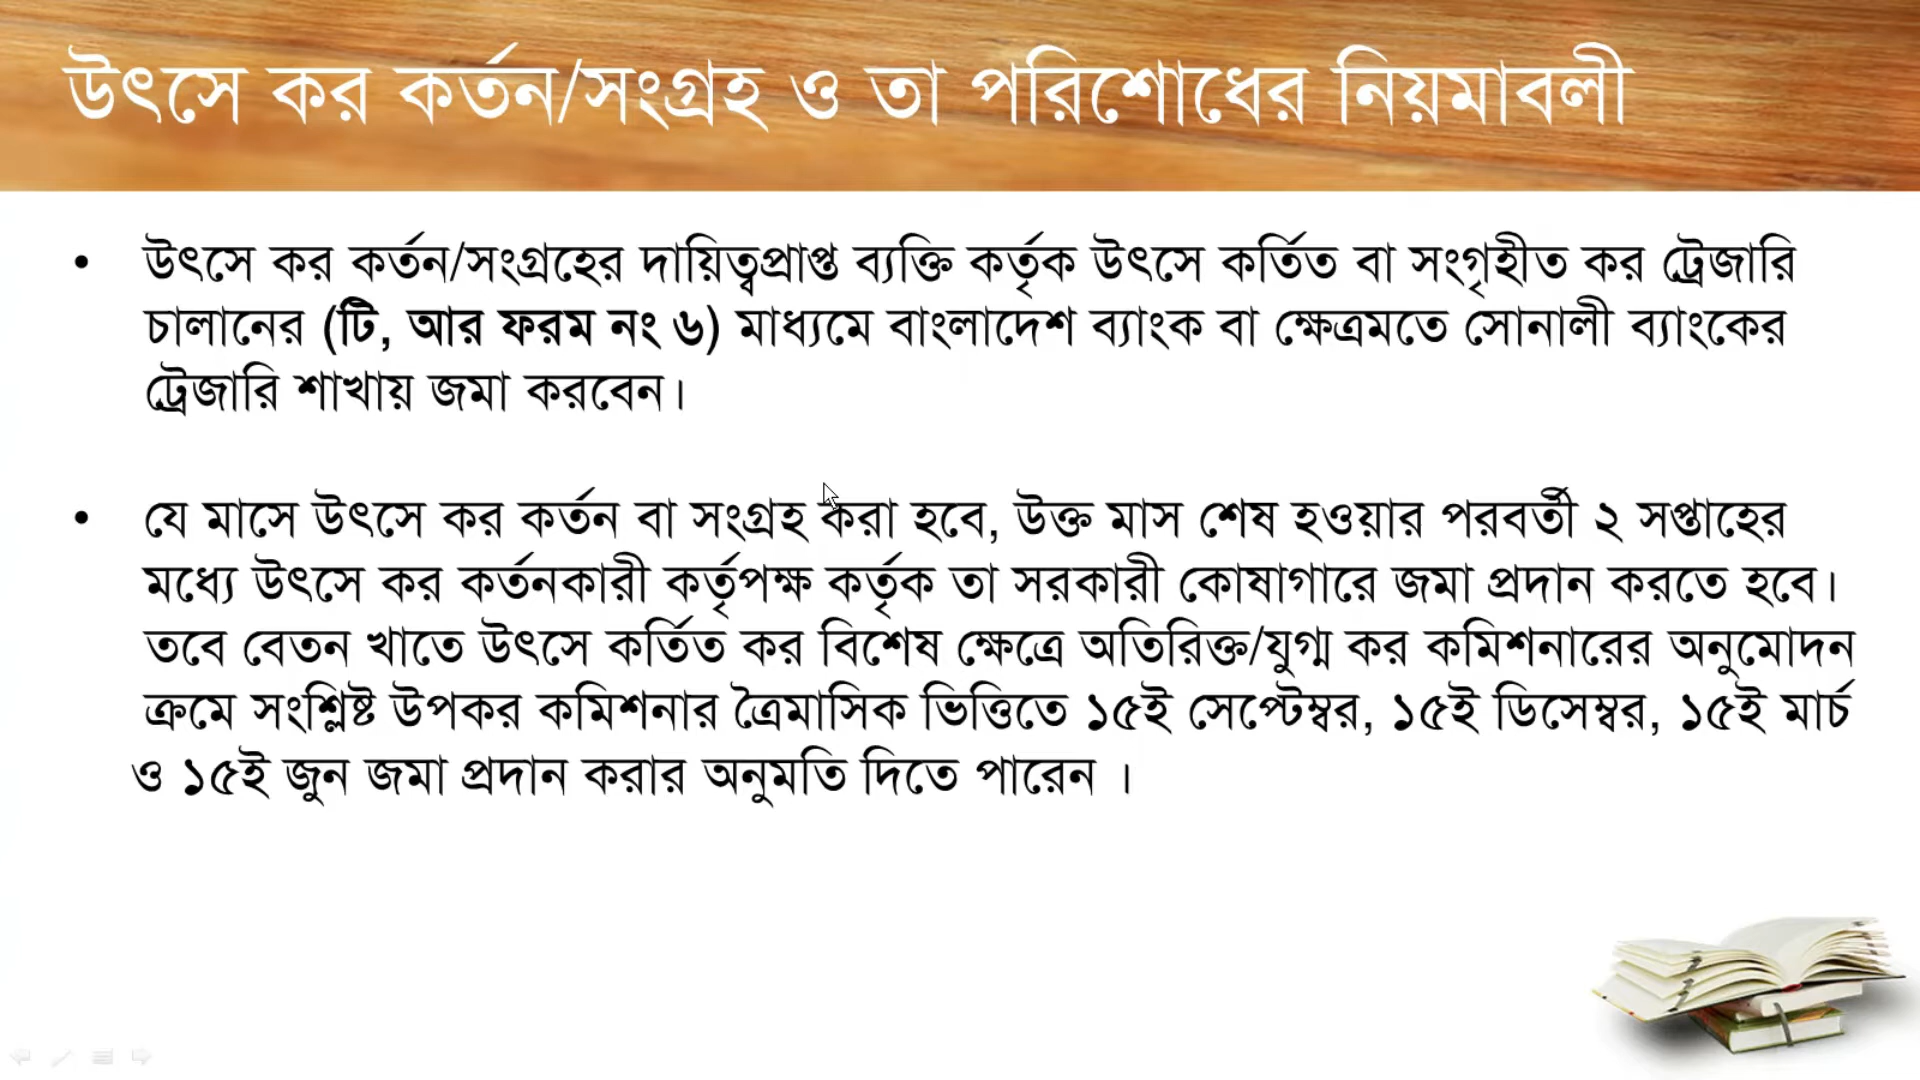 উৎসে কর কর্তন/সংগ্রহ ও তা পরিশোধের নিয়মাবলী
• উৎসে কর কর্তন/সংগ্রহের দায়িত্বপ্রাপ্ত ব্যক্তি কর্তৃক উৎসে কর্তিত বা সংগৃহীত কর ট্রেজারি
চালানের (টি, আর ফরম নং ৬) মাধ্যমে বাংলাদেশ ব্যাংক বা ক্ষেত্রমতে সোনালী ব্যাংকের
ট্রেজারি শাখায় জমা করবেন।
• যে মাসে উৎসে কর কর্তন বা সংগ্রহ করা হবে, উক্ত মাস শেষ হওয়ার পরবর্তী ২ সপ্তাহের
মধ্যে উৎসে কর কর্তনকারী কর্তৃপক্ষ কর্তৃক তা সরকারী কোষাগারে জমা প্রদান করতে হবে।
তবে বেতন খাতে উৎসে কর্তিত কর বিশেষ ক্ষেত্রে অতিরিক্ত/যুগ্ম কর কমিশনারের অনুমোদন
ক্রমে সংশ্লিষ্ট উপকর কমিশনার ত্রৈমাসিক ভিত্তিতে ১৫ই সেপ্টেম্বর, ১৫ই ডিসেম্বর, ১৫ই মার্চ
ও ১৫ই জুন জমা প্রদান করার অনুমতি দিতে পারেন ।